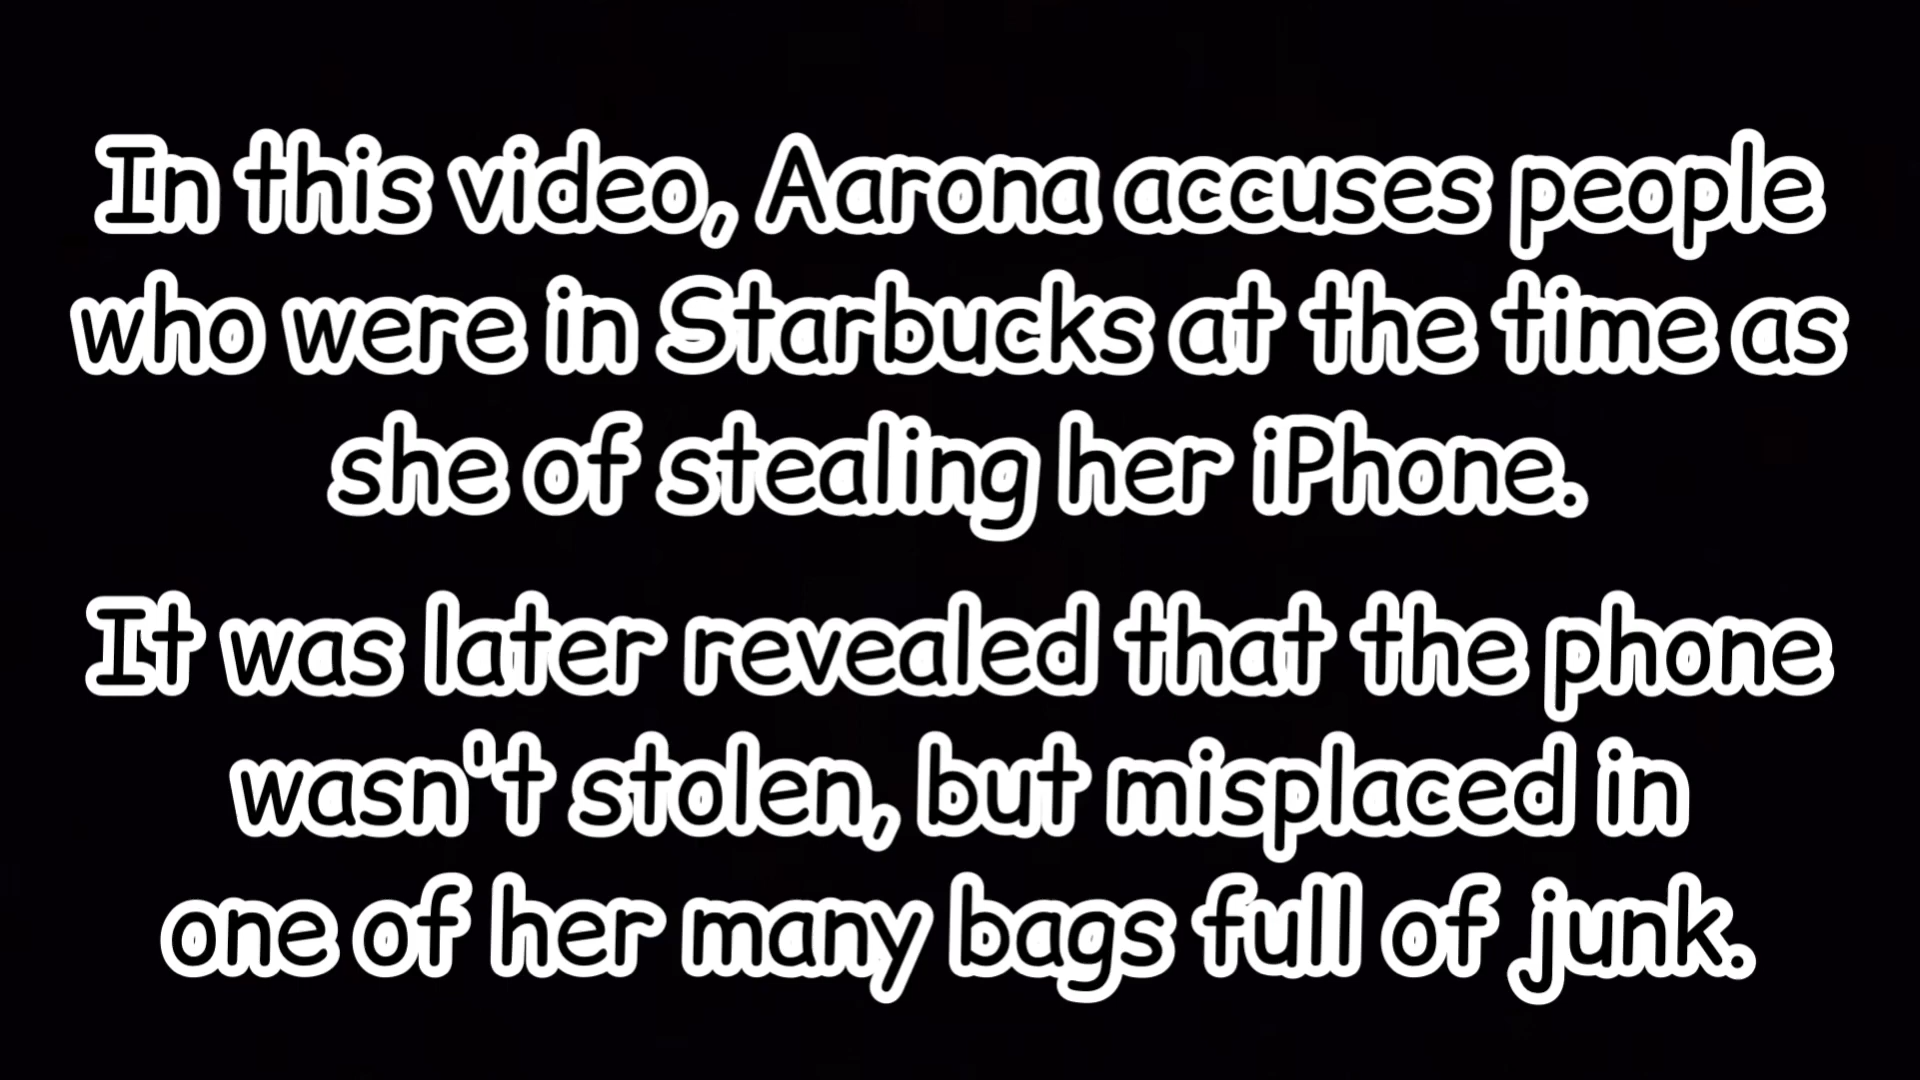 In this video, Aarona accuses people
who were in Starbucks at the time as
she of stealing her iPhone.
It was later revealed that the phone
wasn't stolen, but misplaced in
one of her many bags full of junk.